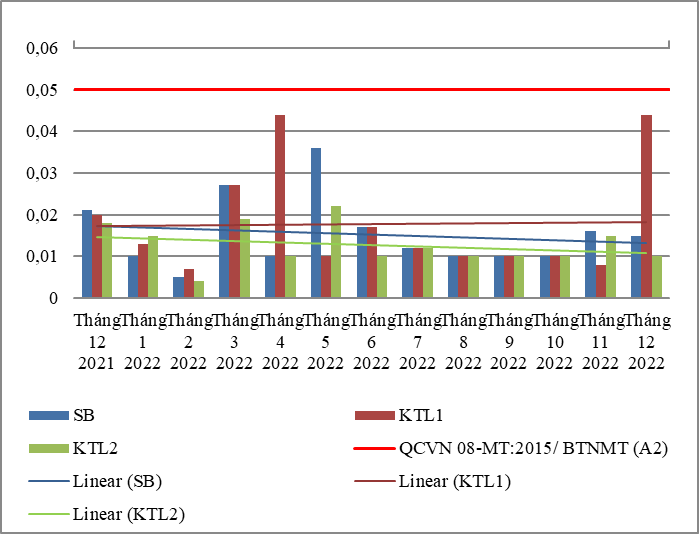 0,06
0,05
0,04
0,03
0,02
0,01
0
Tháng 12 2021
Tháng 1 2022
Tháng 2 2022
Tháng 3 2022
Tháng 4 2022
Tháng 5 2022
Tháng 6 2022
Tháng 7 2022
Tháng 8 2022
Tháng 9 2022
Tháng 10 2022
Tháng 11 2022
Tháng 12 2022
SB
KTL1
KTL2
QCVN 08-MT:2015/ BTNMT (A2)
Linear (SB)
Linear (KTL1)
Linear (KTL2)